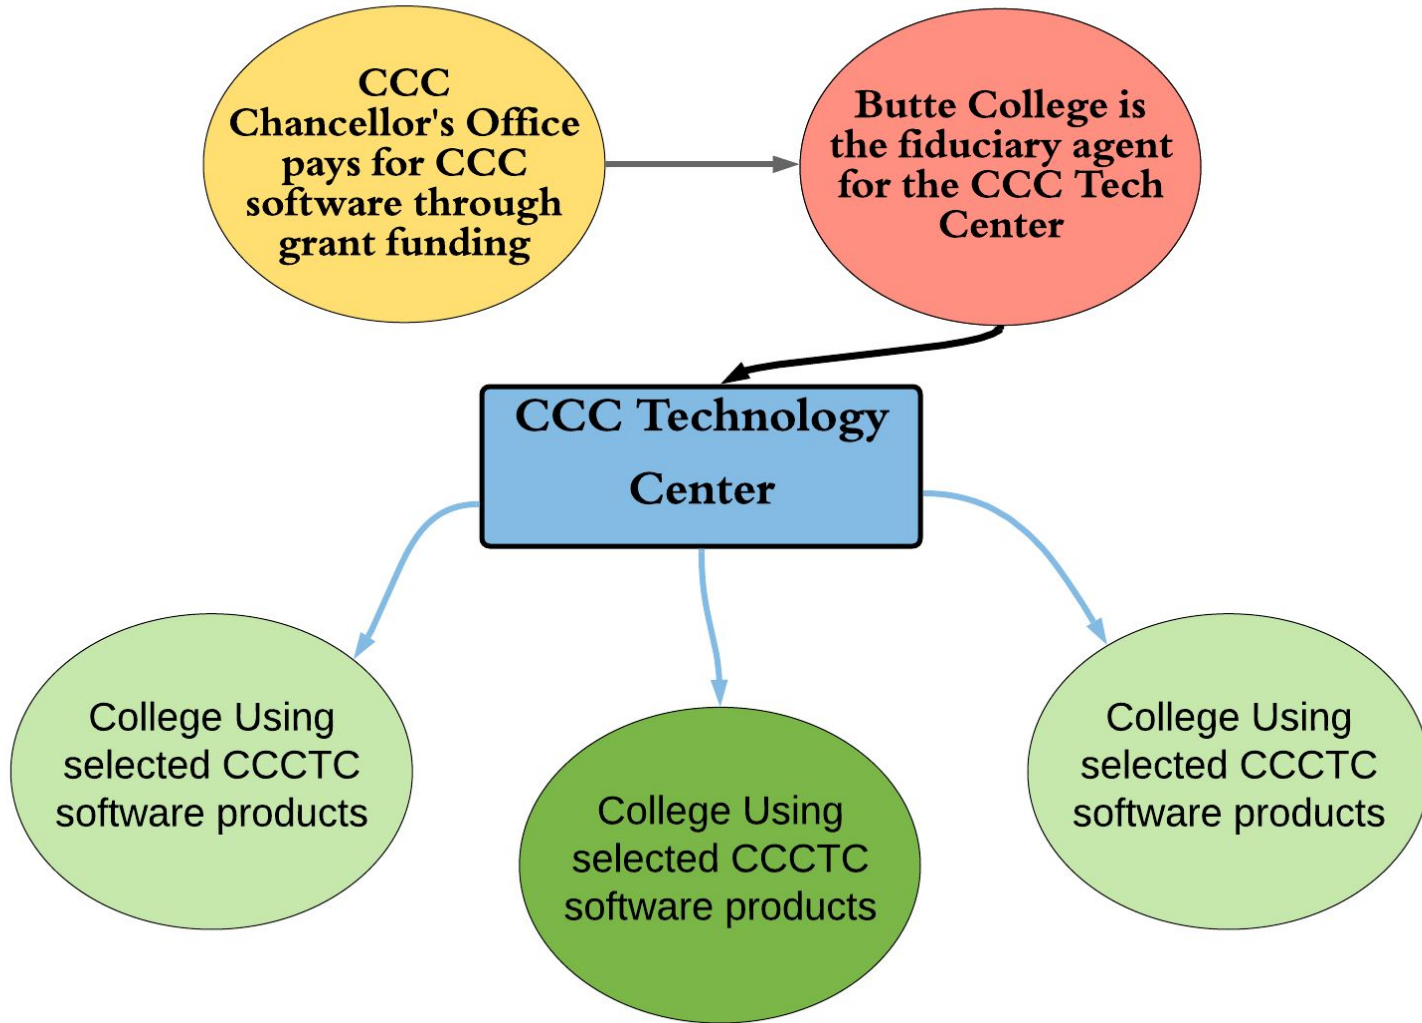 CCC
Chancellor's Office
pays for CCC
software through
grant funding
Butte College is
the fiduciary agent
for the CCC Tech
Center
CCC Technology
Center
College Using
selected CCCTC
software products
College Using
selected CCCTC
software products
College Using
selected CCCTC
software products